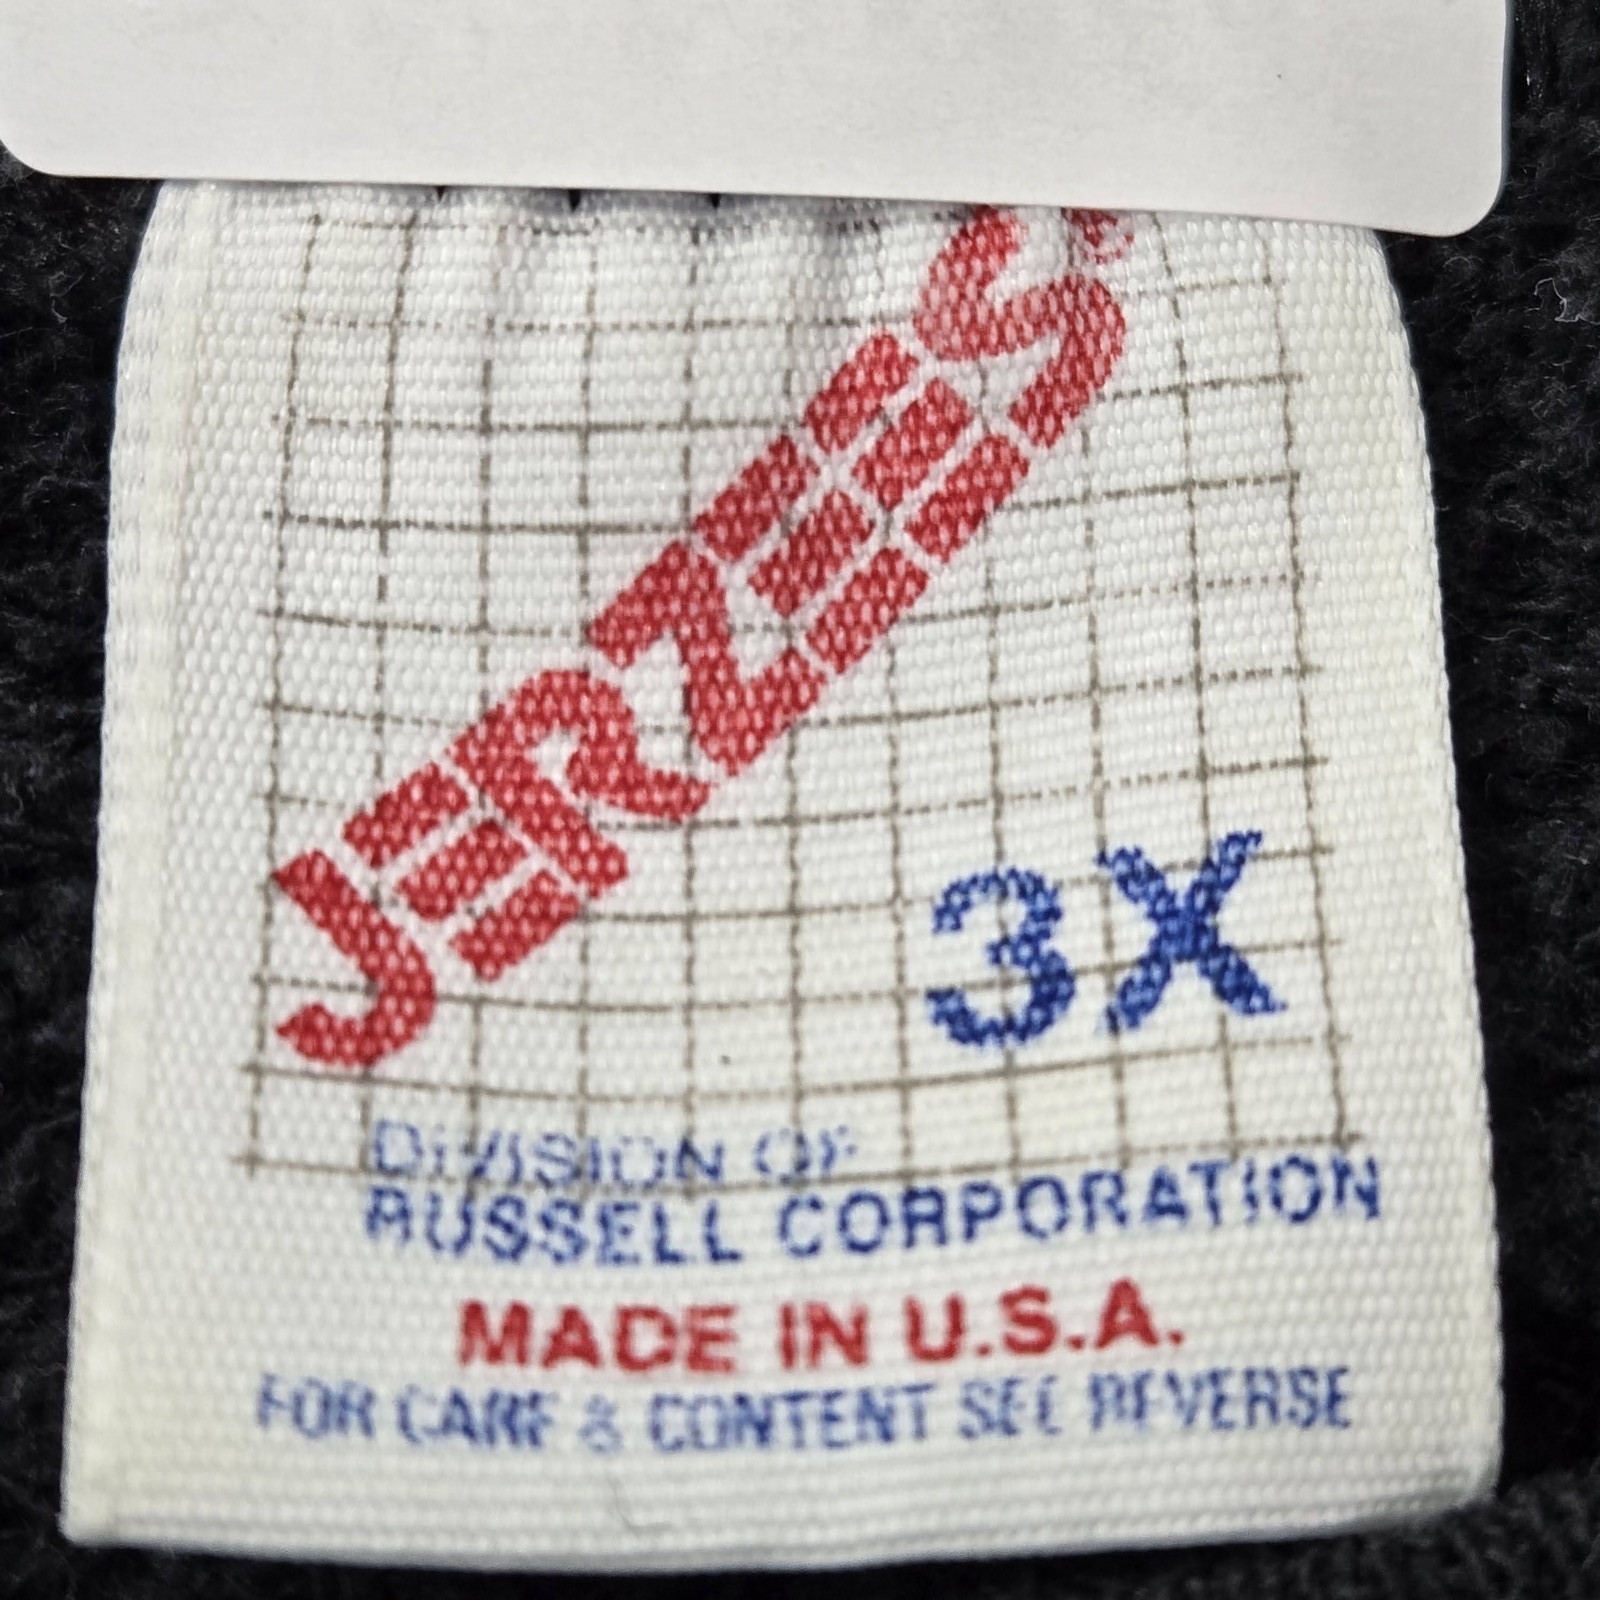 JERZEES®
3X
DIVISION OF
RUSSELL CORPORATION
MADE IN U.S.A.
FOR CARE & CONTENT SEE REVERSE